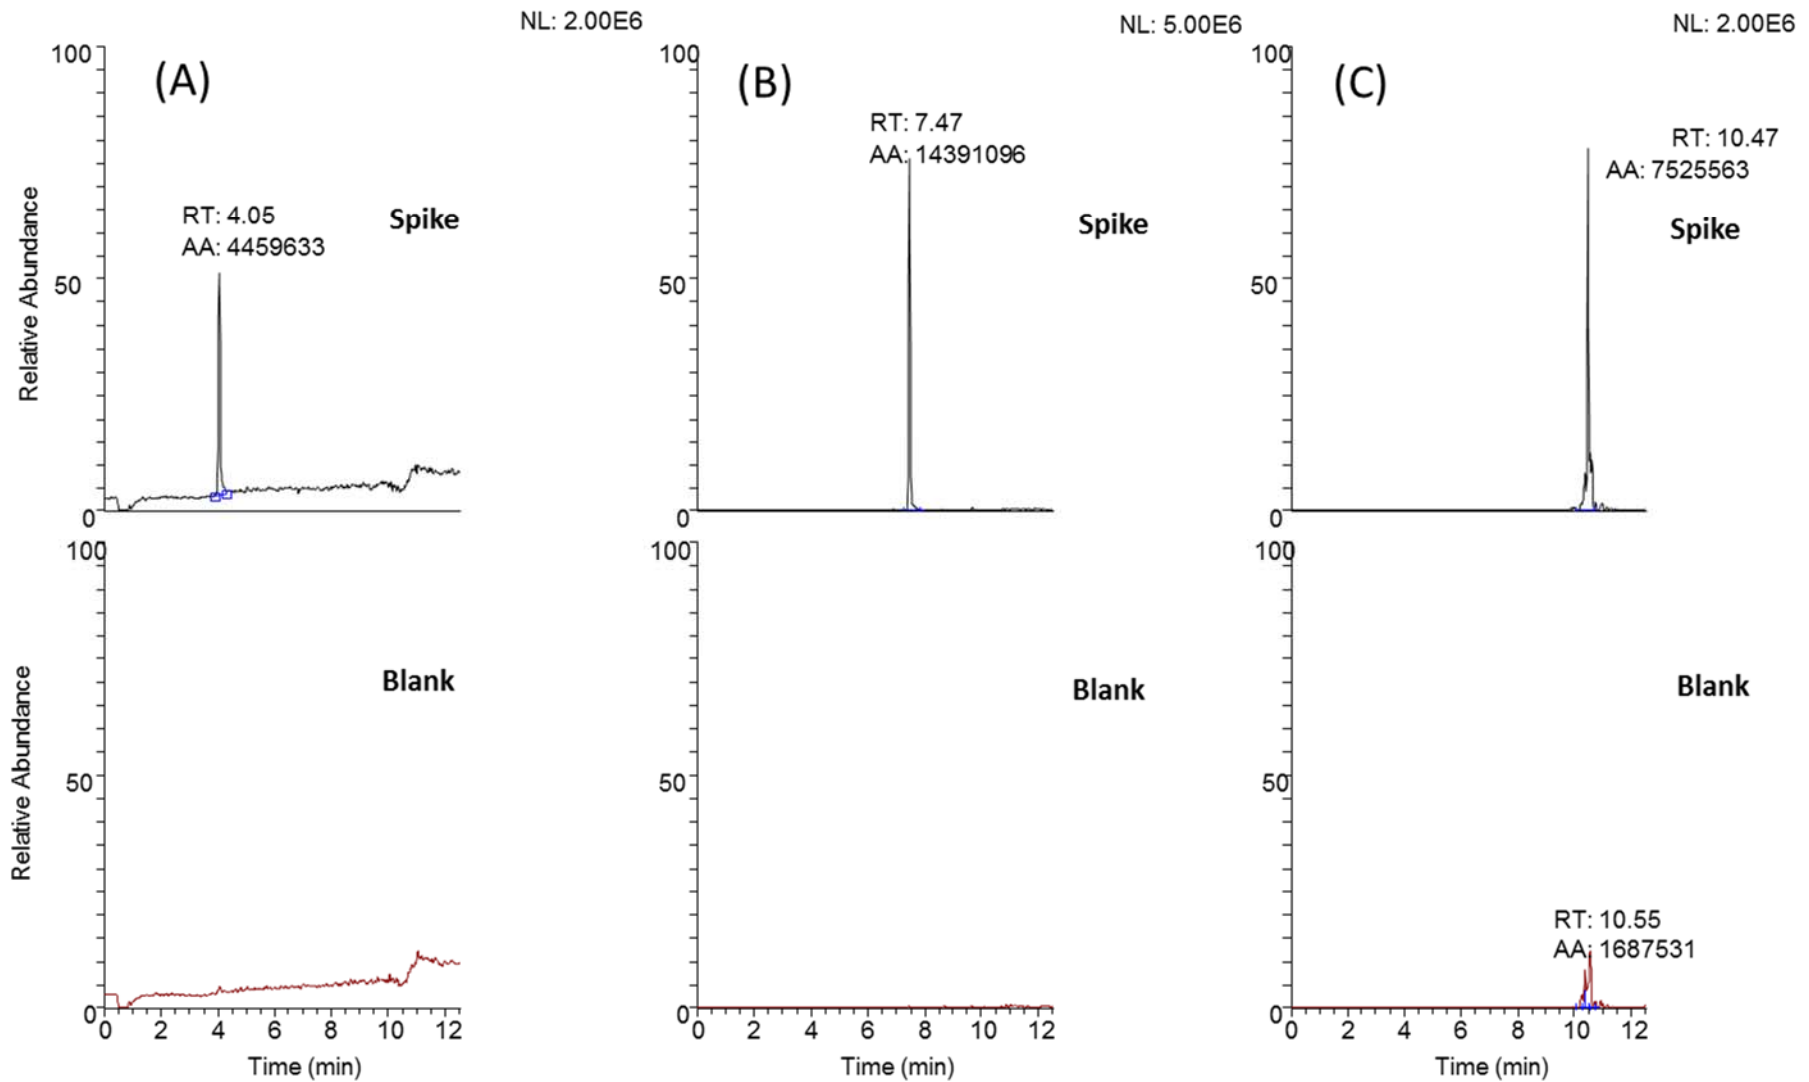 NL: 2.00E6
NL: 5.00E6
NL: 2.00E6
(A)
(B)
(C)
100
50
0
Relative Abundance
RT: 4.05
AA: 4459633
Spike
100
50
0
RT: 7.47
AA: 14391096
Spike
100
50
0
RT: 10.47
AA: 7525563
Spike
100
50
0
Relative Abundance
Blank
0 2 4 6 8 10 12
Time (min)
100
50
0
Blank
0 2 4 6 8 10 12
Time (min)
100
50
0
Blank
RT: 10.55
AA: 1687531
0 2 4 6 8 10 12
Time (min)